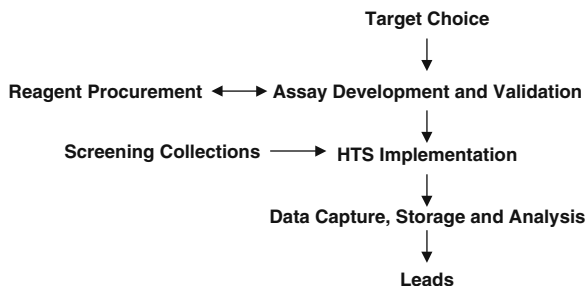 Target Choice
Reagent Procurement
Assay Development and Validation
Screening Collections
HTS Implementation
Data Capture, Storage and Analysis
Leads